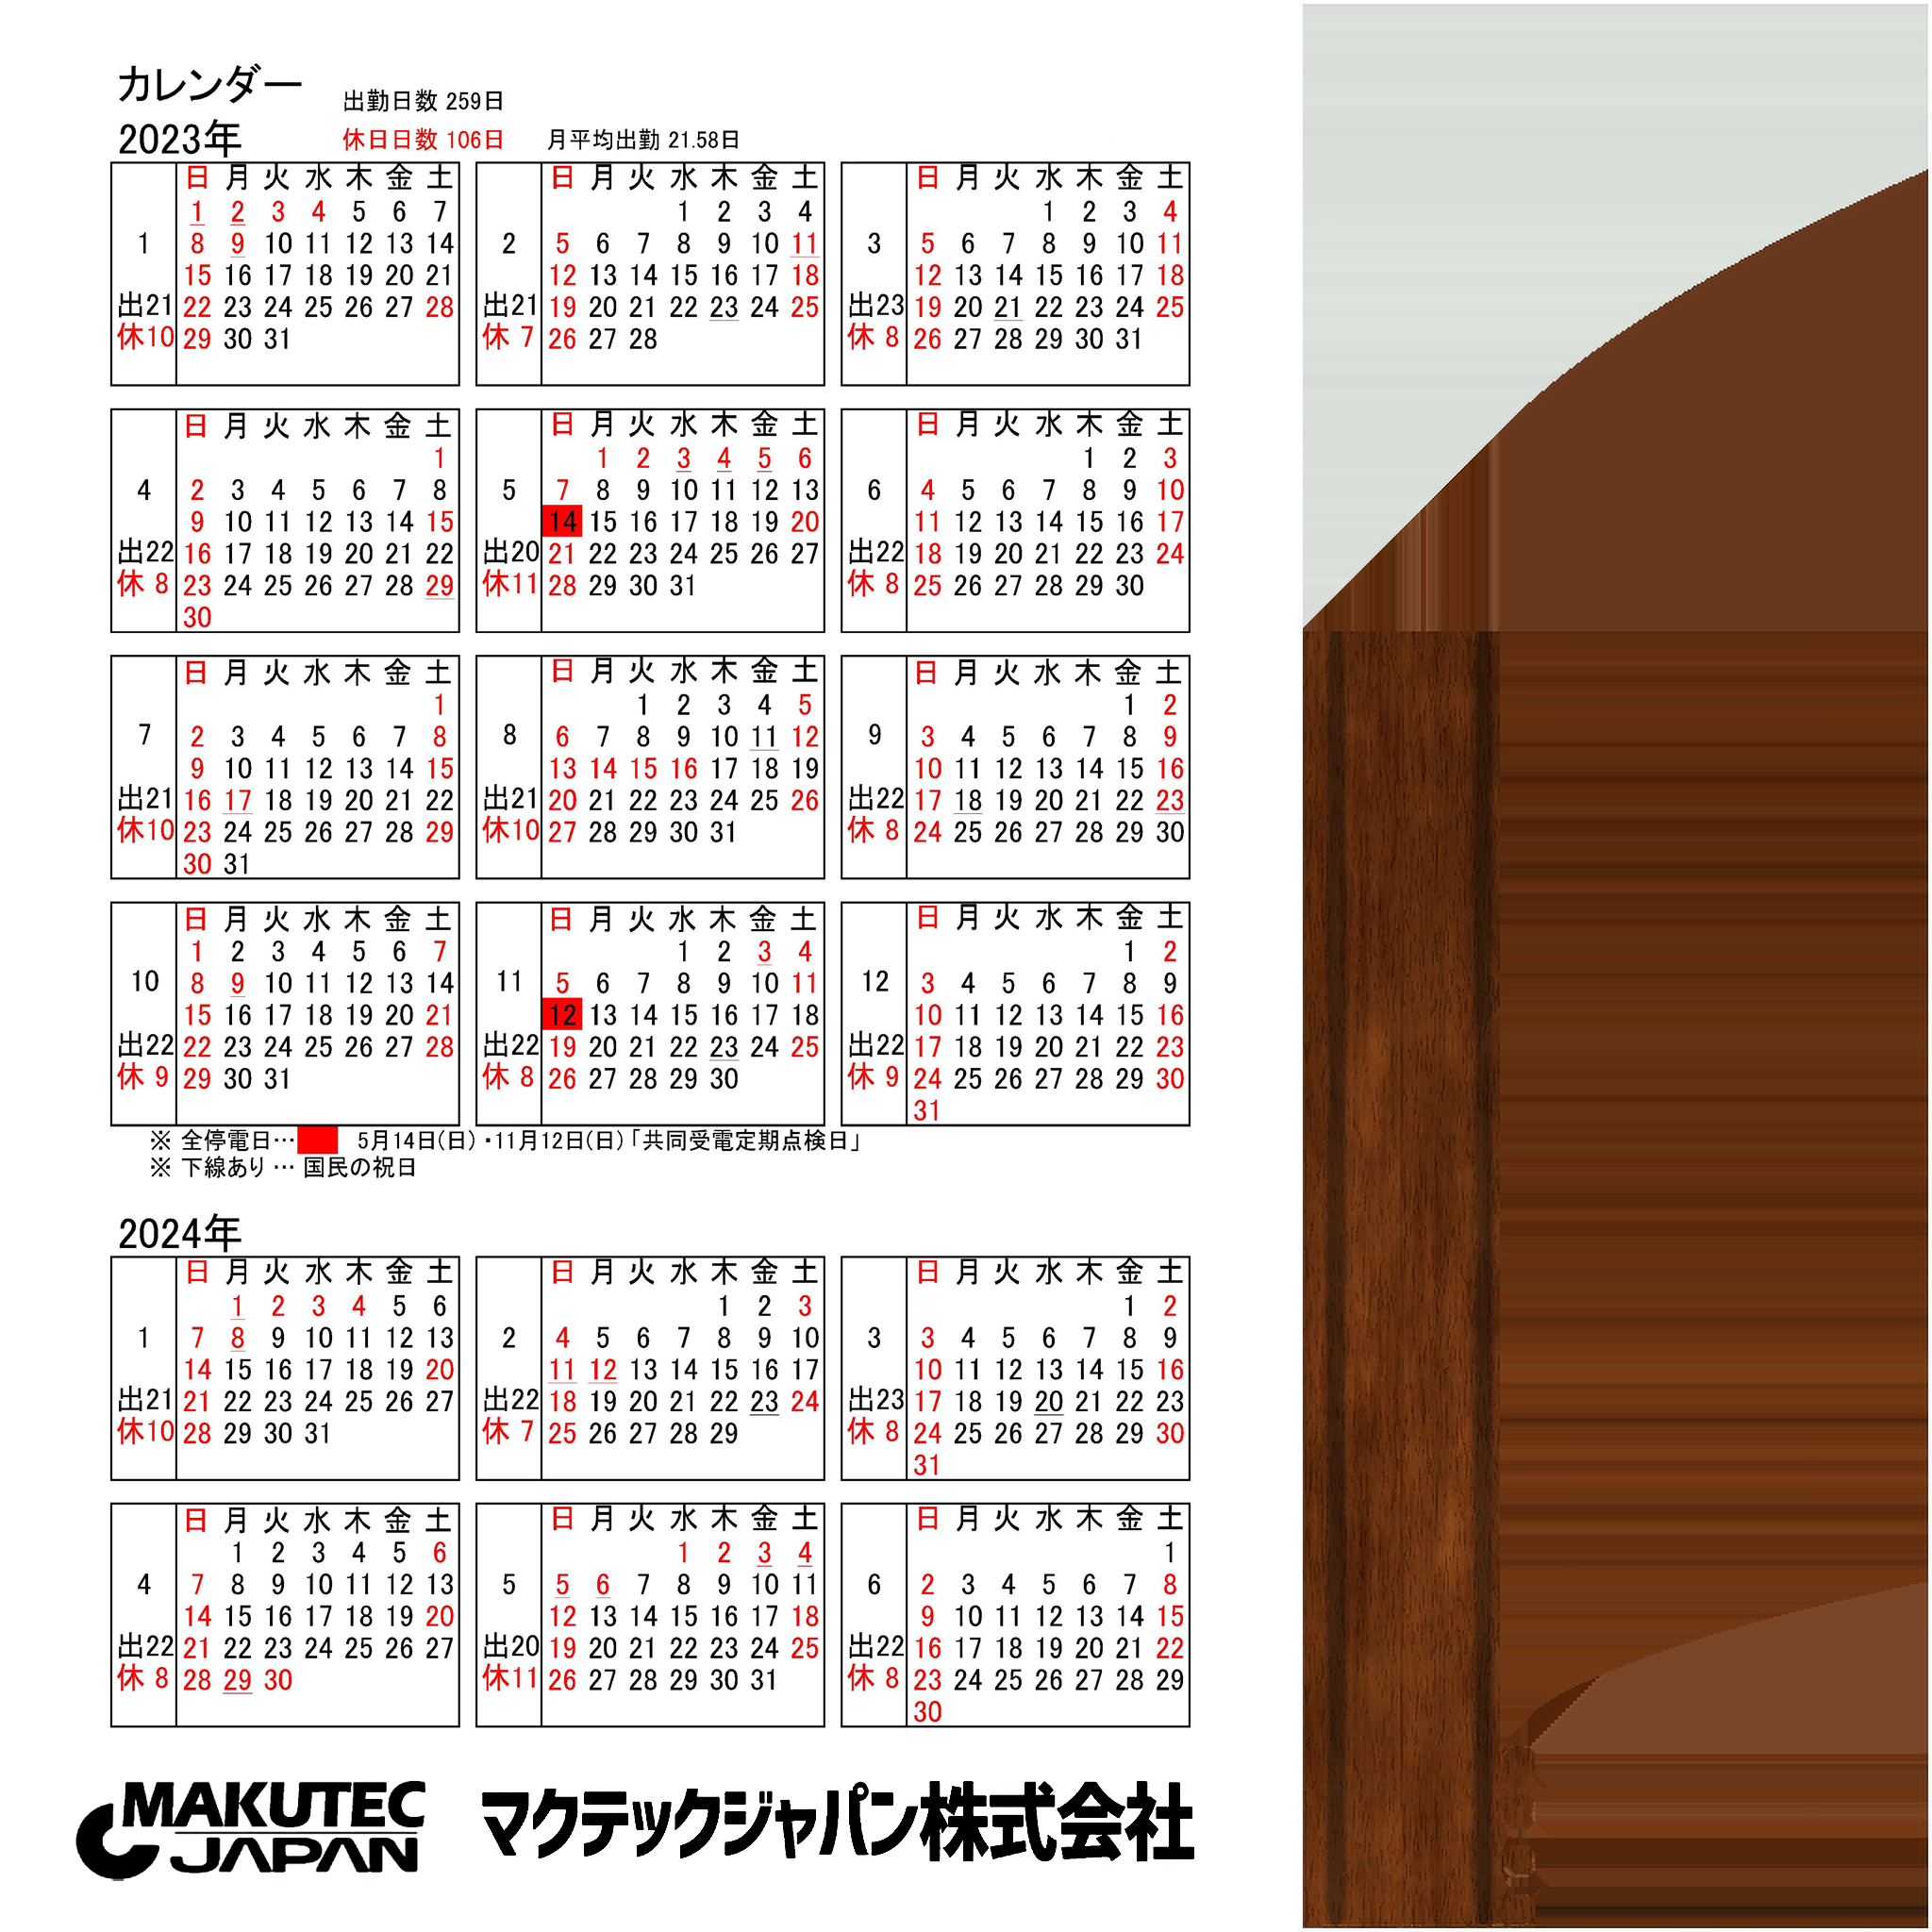 カレンダー
出勤日数 259日
2023年
休日日数 106日 月平均出勤 21.58日
1
出21
休10
日 月 火 水 木 金 土
1 2 3 4 5 6 7
8 9 10 11 12 13 14
15 16 17 18 19 20 21
22 23 24 25 26 27 28
29 30 31
2
出21
休 7
日 月 火 水 木 金 土
1 2 3 4
5 6 7 8 9 10 11
12 13 14 15 16 17 18
19 20 21 22 23 24 25
26 27 28
3
出23
休 8
日 月 火 水 木 金 土
1 2 3 4
5 6 7 8 9 10 11
12 13 14 15 16 17 18
19 20 21 22 23 24 25
26 27 28 29 30 31
4
出22
休 8
日 月 火 水 木 金 土
1
2 3 4 5 6 7 8
9 10 11 12 13 14 15
16 17 18 19 20 21 22
23 24 25 26 27 28 29
30
5
出20
休11
日 月 火 水 木 金 土
1 2 3 4 5 6
7 8 9 10 11 12 13
14 15 16 17 18 19 20
21 22 23 24 25 26 27
28 29 30 31
6
出22
休 8
日 月 火 水 木 金 土
1 2 3
4 5 6 7 8 9 10
11 12 13 14 15 16 17
18 19 20 21 22 23 24
25 26 27 28 29 30
7
出21
休10
日 月 火 水 木 金 土
1
2 3 4 5 6 7 8
9 10 11 12 13 14 15
16 17 18 19 20 21 22
23 24 25 26 27 28 29
30 31
8
出21
休10
日 月 火 水 木 金 土
1 2 3 4 5
6 7 8 9 10 11 12
13 14 15 16 17 18 19
20 21 22 23 24 25 26
27 28 29 30 31
9
出22
休 8
日 月 火 水 木 金 土
1 2
3 4 5 6 7 8 9
10 11 12 13 14 15 16
17 18 19 20 21 22 23
24 25 26 27 28 29 30
10
出22
休 9
日 月 火 水 木 金 土
1 2 3 4 5 6 7
8 9 10 11 12 13 14
15 16 17 18 19 20 21
22 23 24 25 26 27 28
29 30 31
11
出22
休 8
日 月 火 水 木 金 土
1 2 3 4
5 6 7 8 9 10 11
12 13 14 15 16 17 18
19 20 21 22 23 24 25
26 27 28 29 30
12
出22
休 9
日 月 火 水 木 金 土
1 2
3 4 5 6 7 8 9
10 11 12 13 14 15 16
17 18 19 20 21 22 23
24 25 26 27 28 29 30
31
※ 全停電日… 5月14日(日)・11月12日(日)「共同受電定期点検日」
※ 下線あり … 国民の祝日
2024年
1
出21
休10
日 月 火 水 木 金 土
1 2 3 4 5 6
7 8 9 10 11 12 13
14 15 16 17 18 19 20
21 22 23 24 25 26 27
28 29 30 31
2
出22
休 7
日 月 火 水 木 金 土
1 2 3
4 5 6 7 8 9 10
11 12 13 14 15 16 17
18 19 20 21 22 23 24
25 26 27 28 29
3
出23
休 8
日 月 火 水 木 金 土
1 2
3 4 5 6 7 8 9
10 11 12 13 14 15 16
17 18 19 20 21 22 23
24 25 26 27 28 29 30
31
4
出22
休 8
日 月 火 水 木 金 土
1 2 3 4 5 6
7 8 9 10 11 12 13
14 15 16 17 18 19 20
21 22 23 24 25 26 27
28 29 30
5
出20
休11
日 月 火 水 木 金 土
1 2 3 4
5 6 7 8 9 10 11
12 13 14 15 16 17 18
19 20 21 22 23 24 25
26 27 28 29 30 31
6
出22
休 8
日 月 火 水 木 金 土
1
2 3 4 5 6 7 8
9 10 11 12 13 14 15
16 17 18 19 20 21 22
23 24 25 26 27 28 29
30
MAKUTEC
JAPAN
マクテックジャパン株式会社